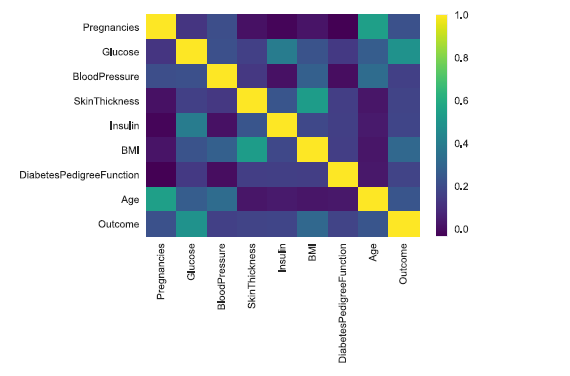 Pregnancies
Glucose
BloodPressure
SkinThickness
Insulin
BMI
DiabetesPedigreeFunction
Age
Outcome
1.0
0.8
0.6
0.4
0.2
0.0
Pregnancies
Glucose
BloodPressure
SkinThickness
Insulin
BMI
DiabetesPedigreeFunction
Age
Outcome